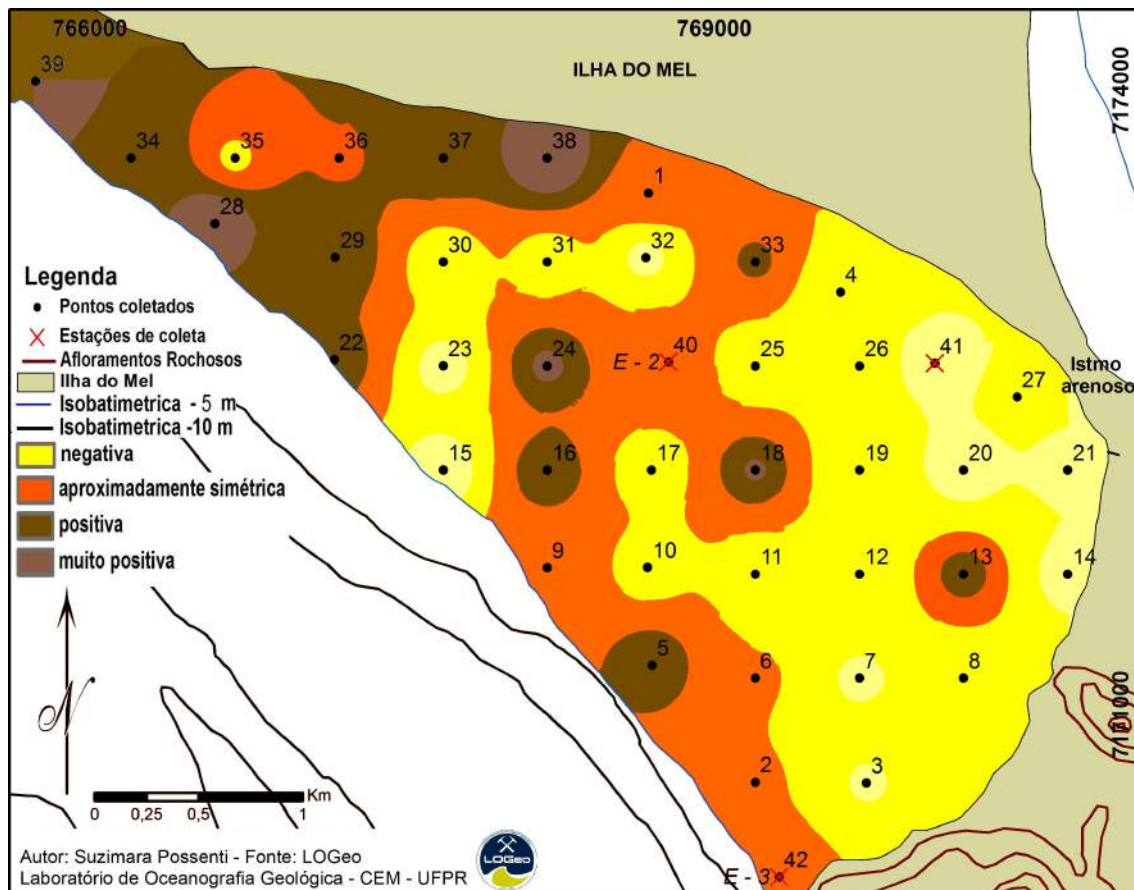 766000
769000
ILHA DO MEL
7174000
39
34
35
36
37
38
1
28
29
30
31
32
33
4
22
23
24
E - 2
40
25
26
41
27
Istmo
arenoso
15
16
17
18
19
20
21
9
10
11
12
13
14
5
6
7
8
7171000
2
3
E - 3
42
Legenda
Pontos coletados
Estações de coleta
Afloramentos Rochosos
Ilha do Mel
Isobatimetrica - 5 m
Isobatimetrica -10 m
negativa
aproximadamente simétrica
positiva
muito positiva
N
0 0,25 0,5 1 Km
Autor: Suzimara Possenti - Fonte: LOGeo
Laboratório de Oceanografia Geológica - CEM - UFPR
LOGeo